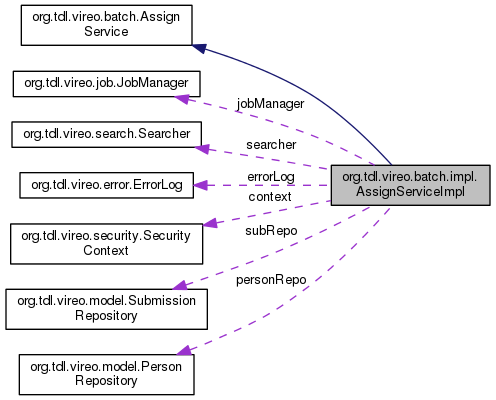 org.tdl.vireo.batch.Assign
Service
org.tdl.vireo.job.JobManager
jobManager
org.tdl.vireo.search.Searcher
searcher
org.tdl.vireo.batch.impl.
AssignServiceImpl
org.tdl.vireo.error.ErrorLog
errorLog
context
org.tdl.vireo.security.Security
Context
subRepo
org.tdl.vireo.model.Submission
Repository
personRepo
org.tdl.vireo.model.Person
Repository